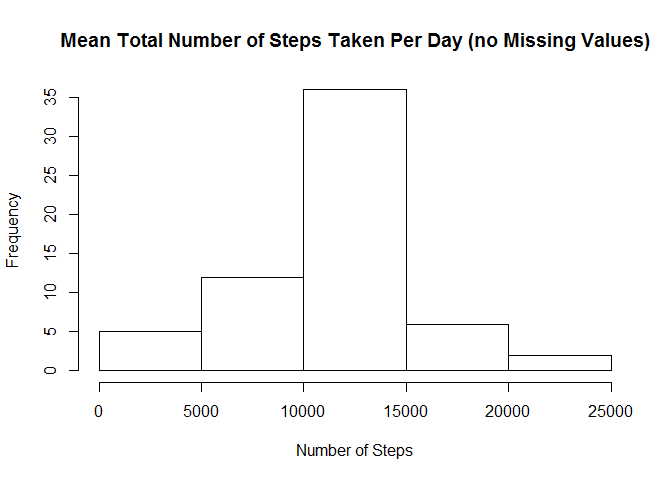 Mean Total Number of Steps Taken Per Day (no Missing Values)
35
30
25
20
15
10
5
0
Frequency
0 5000 10000 15000 20000 25000
Number of Steps